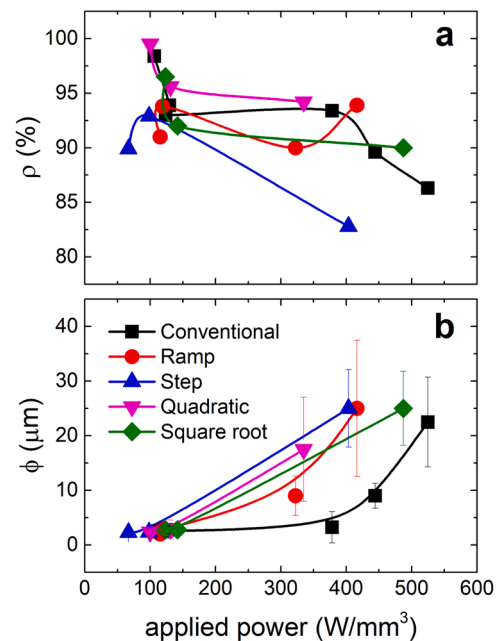 a
100
95
90
85
80
ρ (%)
b
40
30
20
10
0
ϕ (μm)
Conventional
Ramp
Step
Quadratic
Square root
0 100 200 300 400 500 600
applied power (W/mm³)